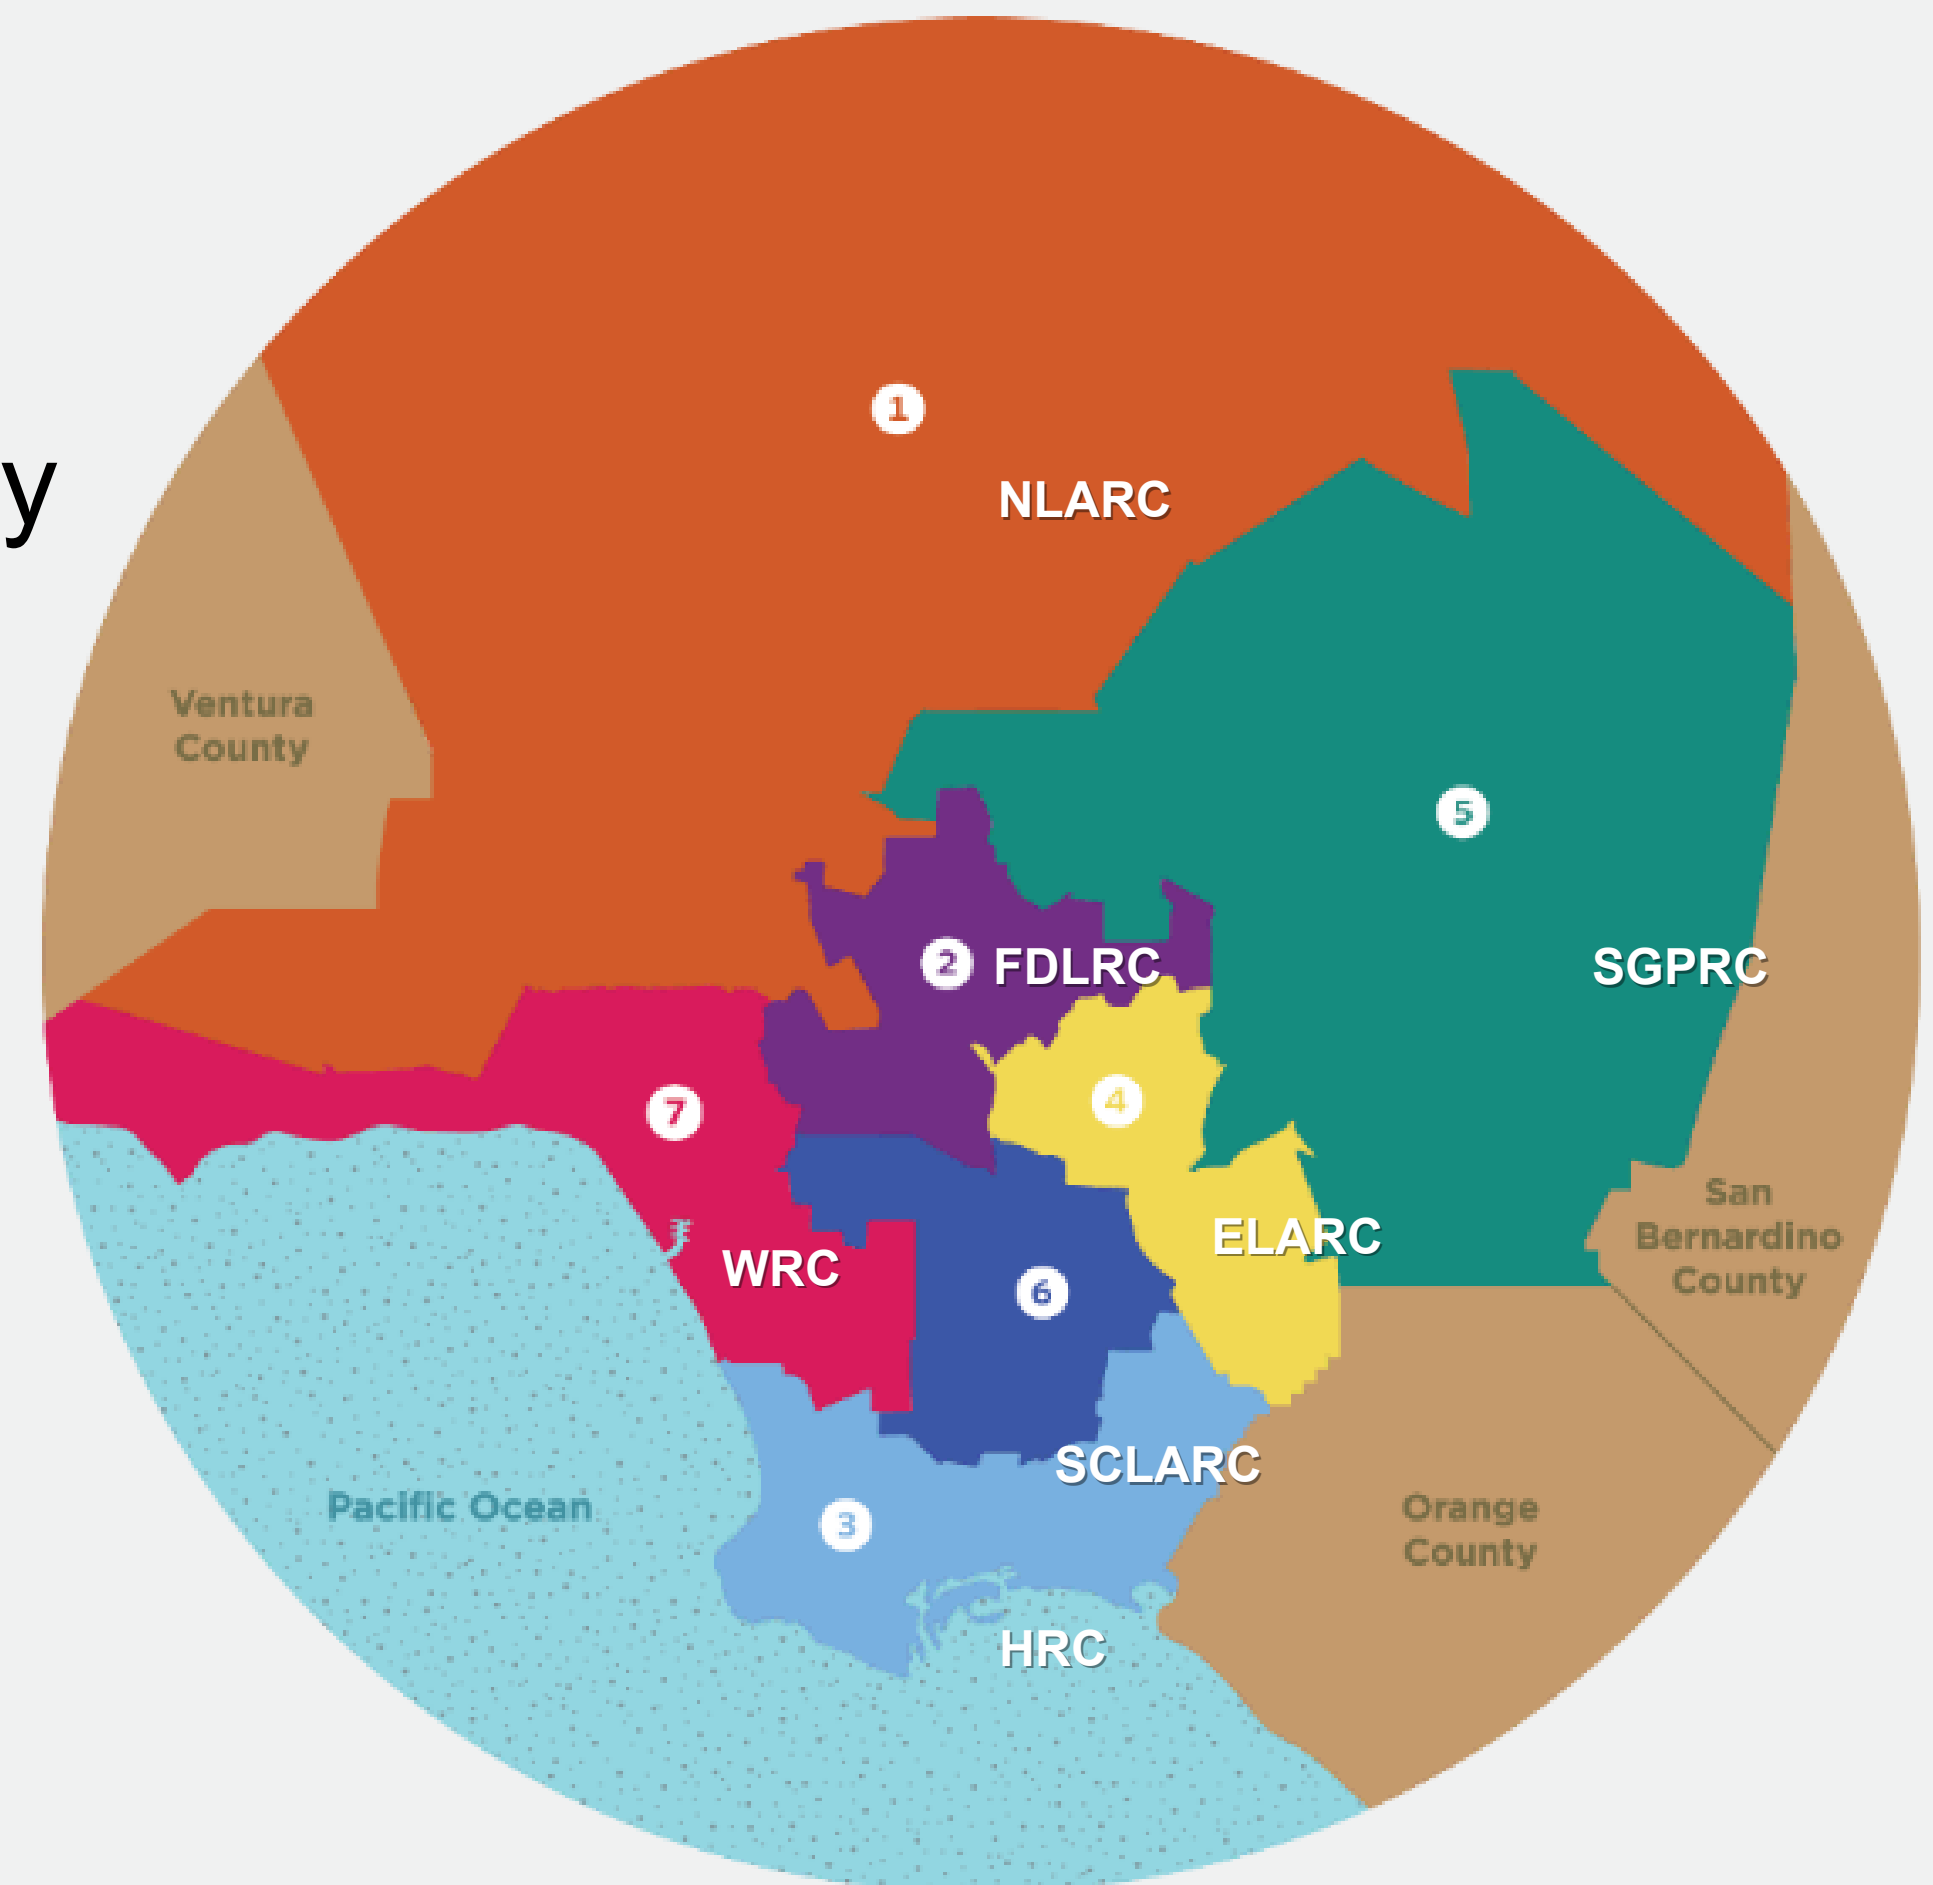 1
y
NLARC
Ventura
County
5
2 FDLRC
SGPRC
4
7
San
Bernardino
County
ELARC
WRC
6
SCLARC
Pacific Ocean
3
Orange
County
HRC